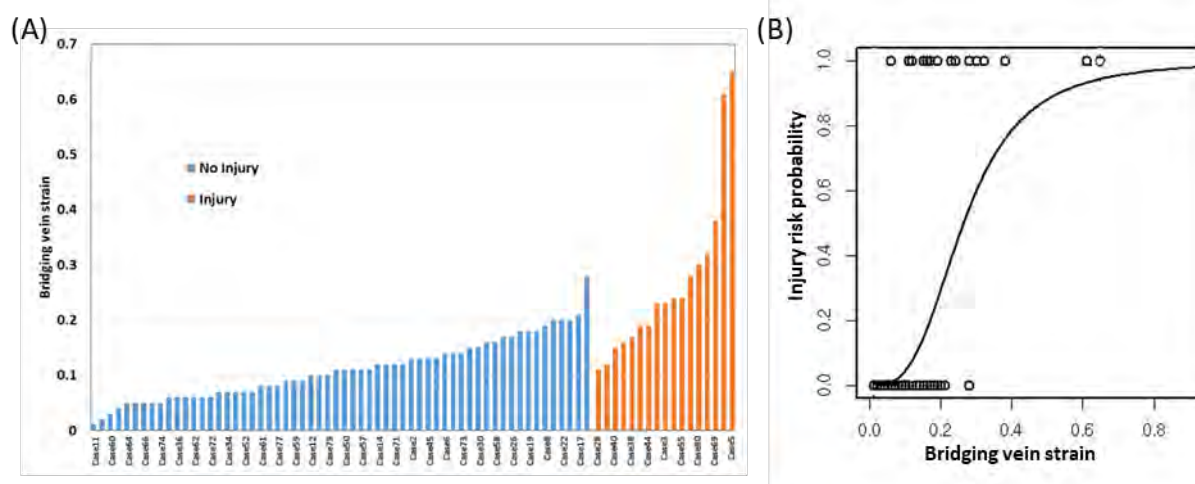 (A)
0.7
0.6
0.5
0.4
0.3
0.2
0.1
0
Bridging vein strain
No Injury
Injury
Case11
Case60
Case64
Case66
Case74
Case36
Case62
Case72
Case34
Case52
Case61
Case77
Case59
Case12
Case79
Case50
Case57
Case14
Case71
Case2
Case45
Case6
Case73
Case30
Case58
Case26
Case19
Case8
Case22
Case17
Case28
Case40
Case38
Case44
Case3
Case55
Case80
Case69
Case5
(B)
1.0
0.8
0.6
0.4
0.2
0.0
Injury risk probability
0.0 0.2 0.4 0.6 0.8
Bridging vein strain